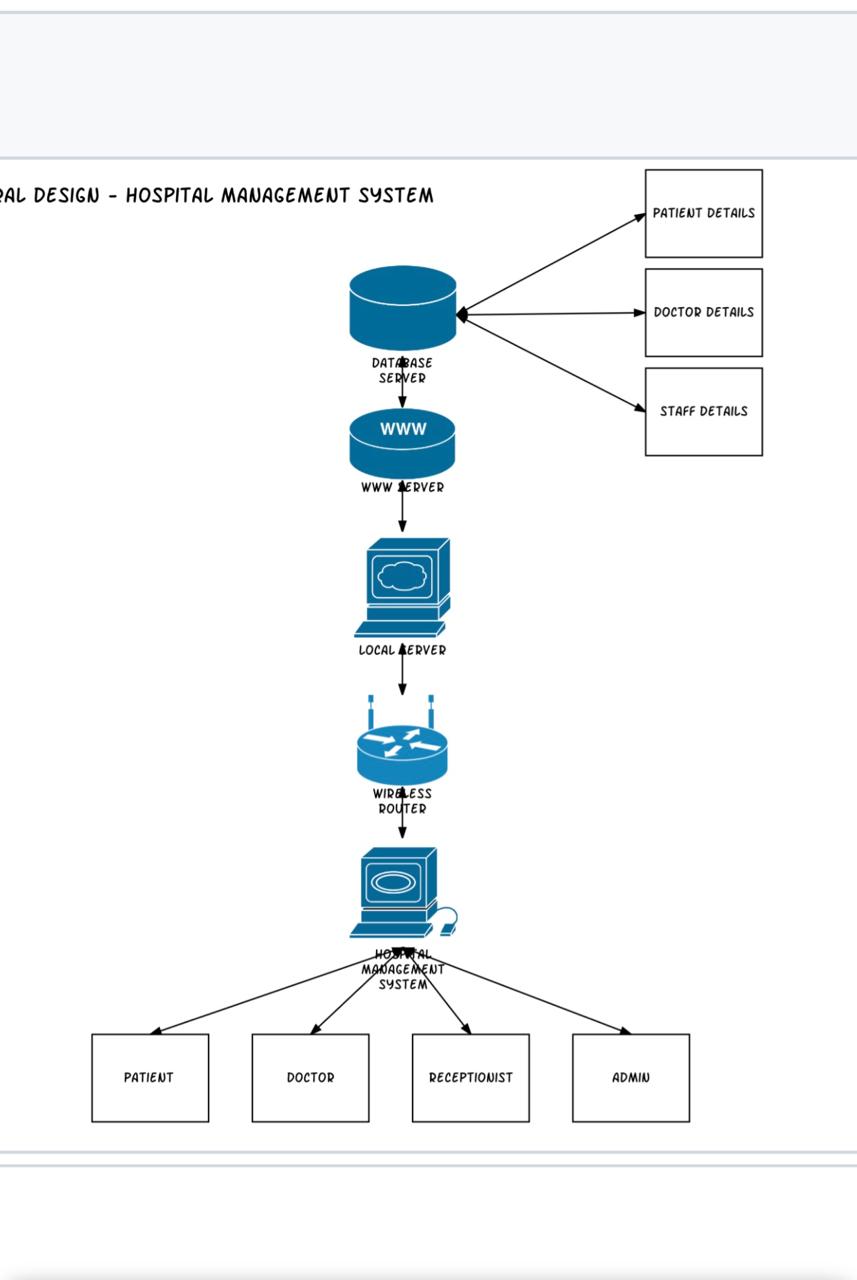 DESIGN - HOSPITAL MANAGEMENT SYSTEM
PATIENT DETAILS
DOCTOR DETAILS
STAFF DETAILS
DATABASE
SERVER
WWW
WWW SERVER
LOCAL SERVER
WIRELESS
ROUTER
HOSPITAL
MANAGEMENT
SYSTEM
PATIENT
DOCTOR
RECEPTIONIST
ADMIN